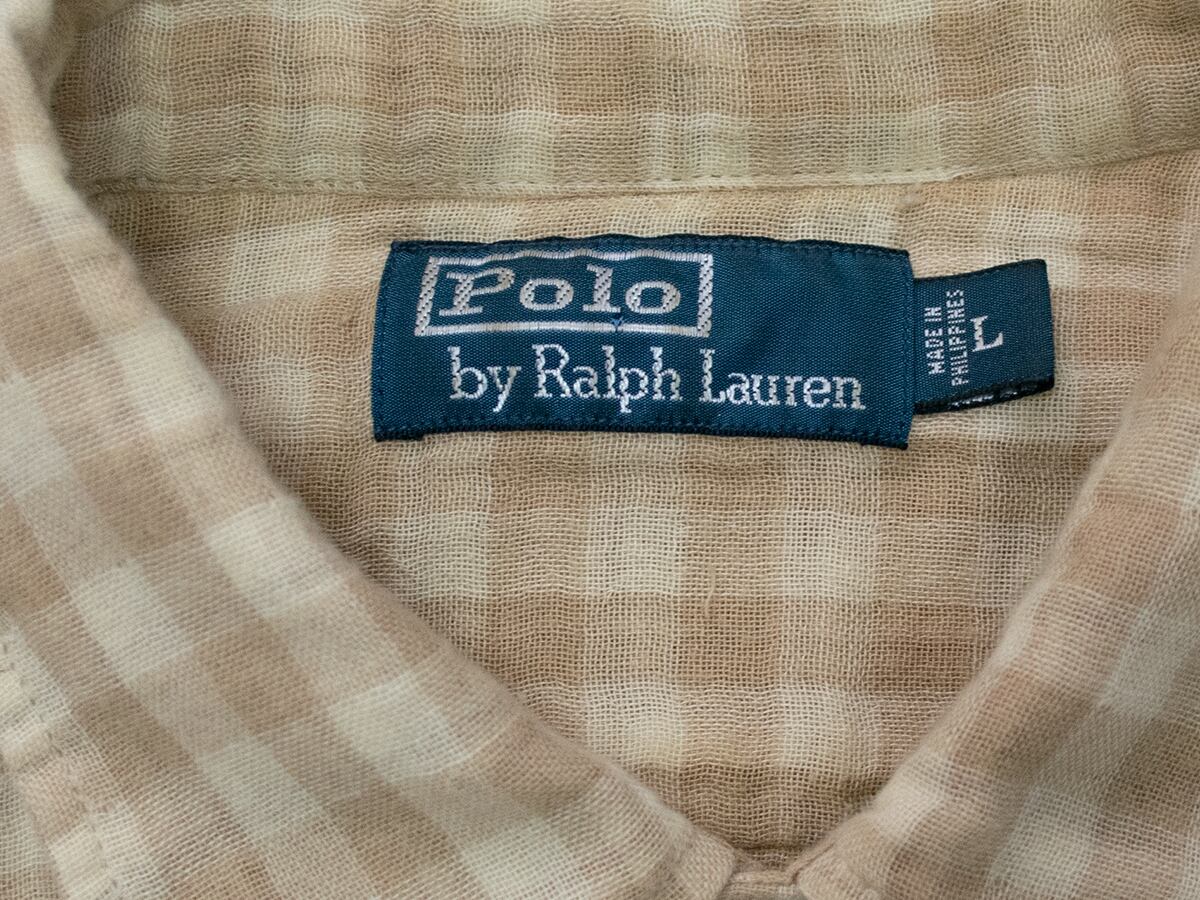 Polo
by Ralph Lauren
MADE IN
PHILIPPINES
L